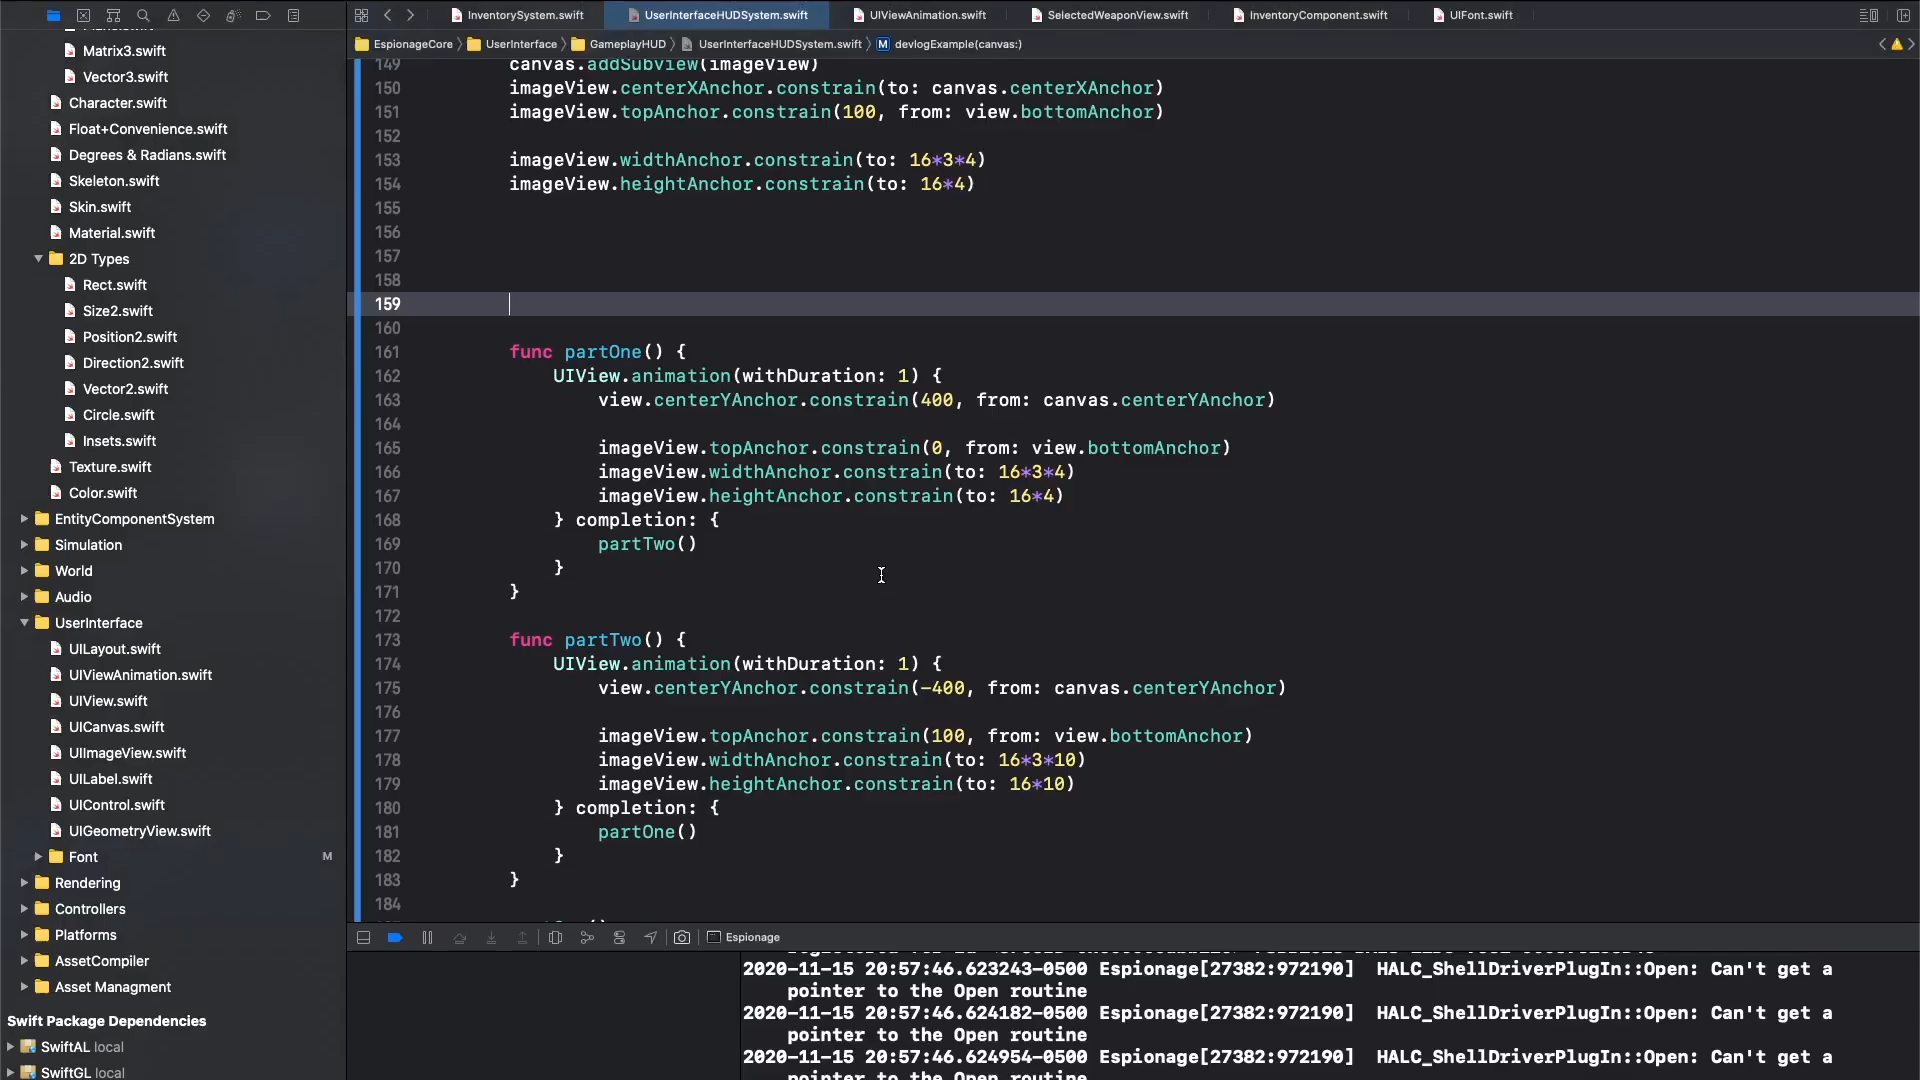 InventorySystem.swift
UserInterfaceHUDSystem.swift
UIViewAnimation.swift
SelectedWeaponView.swift
InventoryComponent.swift
UIFont.swift
EspionageCore
UserInterface
GameplayHUD
UserInterfaceHUDSystem.swift
M devlogExample(canvas:)
Matrix3.swift
Vector3.swift
Character.swift
Float+Convenience.swift
Degrees & Radians.swift
Skeleton.swift
Skin.swift
Material.swift
2D Types
Rect.swift
Size2.swift
Position2.swift
Direction2.swift
Vector2.swift
Circle.swift
Insets.swift
Texture.swift
Color.swift
EntityComponentSystem
Simulation
World
Audio
UserInterface
UILayout.swift
UIViewAnimation.swift
UIView.swift
UICanvas.swift
UIImageView.swift
UILabel.swift
UIControl.swift
UIGeometryView.swift
Font M
Rendering
Controllers
Platforms
AssetCompiler
Asset Managment
Swift Package Dependencies
SwiftAL local
SwiftGL local
149 canvas.addSubview(imageView)
150 imageView.centerXAnchor.constrain(to: canvas.centerXAnchor)
151 imageView.topAnchor.constrain(100, from: view.bottomAnchor)
152
153 imageView.widthAnchor.constrain(to: 16*3*4)
154 imageView.heightAnchor.constrain(to: 16*4)
155
156
157
158
159
160
161 func partOne() {
162 UIView.animation(withDuration: 1) {
163 view.centerYAnchor.constrain(400, from: canvas.centerYAnchor)
164
165 imageView.topAnchor.constrain(0, from: view.bottomAnchor)
166 imageView.widthAnchor.constrain(to: 16*3*4)
167 imageView.heightAnchor.constrain(to: 16*4)
168 } completion: {
169 partTwo()
170 }
171 }
172
173 func partTwo() {
174 UIView.animation(withDuration: 1) {
175 view.centerYAnchor.constrain(-400, from: canvas.centerYAnchor)
176
177 imageView.topAnchor.constrain(100, from: view.bottomAnchor)
178 imageView.widthAnchor.constrain(to: 16*3*10)
179 imageView.heightAnchor.constrain(to: 16*10)
180 } completion: {
181 partOne()
182 }
183 }
184
Espionage
2020-11-15 20:57:46.623243-0500 Espionage[27382:972190] HALC_ShellDriverPlugIn::Open: Can't get a
pointer to the Open routine
2020-11-15 20:57:46.624182-0500 Espionage[27382:972190] HALC_ShellDriverPlugIn::Open: Can't get a
pointer to the Open routine
2020-11-15 20:57:46.624954-0500 Espionage[27382:972190] HALC_ShellDriverPlugIn::Open: Can't get a
pointer to the Open routine